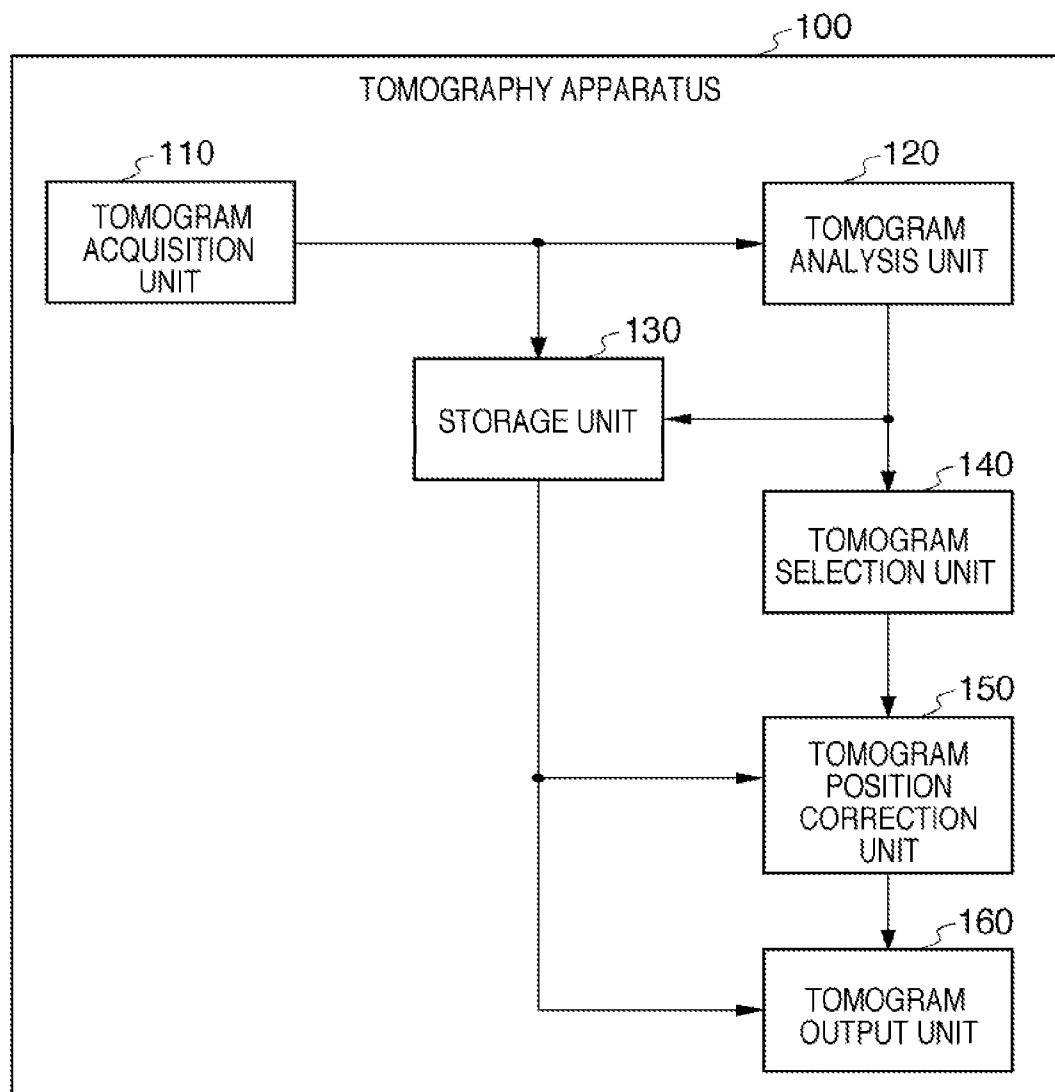 100
TOMOGRAPHY APPARATUS
110
TOMOGRAM
ACQUISITION
UNIT
120
TOMOGRAM
ANALYSIS UNIT
130
STORAGE UNIT
140
TOMOGRAM
SELECTION UNIT
150
TOMOGRAM
POSITION
CORRECTION
UNIT
160
TOMOGRAM
OUTPUT UNIT